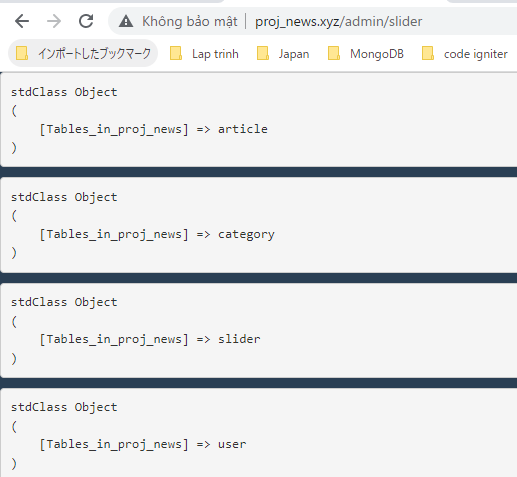 Không bảo mật proj_news.xyz/admin/slider
インポートしたブックマーク Lap trinh Japan MongoDB code igniter
stdClass Object
(
[Tables_in_proj_news] => article
)
stdClass Object
(
[Tables_in_proj_news] => category
)
stdClass Object
(
[Tables_in_proj_news] => slider
)
stdClass Object
(
[Tables_in_proj_news] => user
)